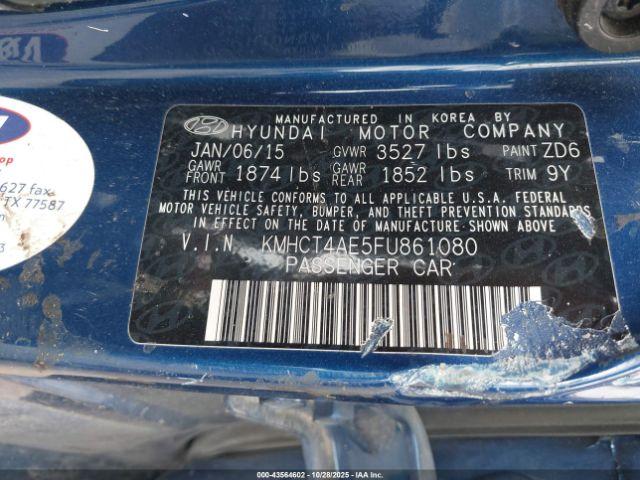 MANUFACTURED IN KOREA BY
HYUNDAI MOTOR COMPANY
JAN/06/15 GVWR 3527 lbs PAINT ZD6
GAWR FRONT 1874 lbs GAWR REAR 1852 lbs TRIM 9Y
THIS VEHICLE CONFORMS TO ALL APPLICABLE U.S.A. FEDERAL
MOTOR VEHICLE SAFETY, BUMPER, AND THEFT PREVENTION STANDARDS
IN EFFECT ON THE DATE OF MANUFACTURE SHOWN ABOVE
V.I.N. KMHCT4AE5FU861080
PASSENGER CAR
627 fax
TX 77587
000-43564602 | 10/28/2025 | IAAI, Inc.